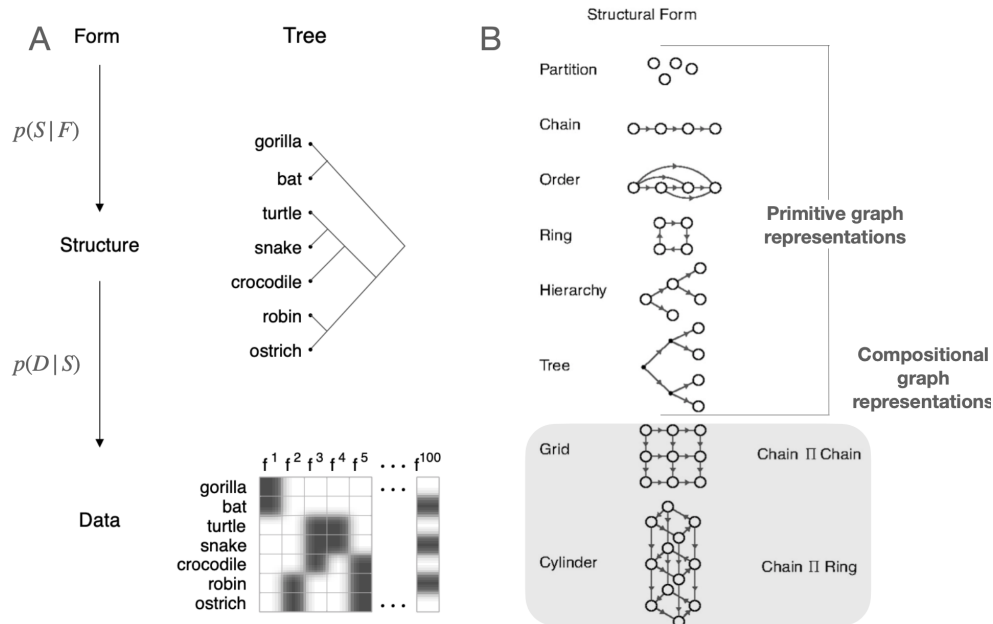 A
Form
Tree
p(S|F)
gorilla
bat
turtle
snake
crocodile
robin
ostrich
Structure
p(D|S)
Data
f1 f2 f3 f4 f5 ... f100
gorilla ...
bat
turtle
snake
crocodile
robin
ostrich ...
B
Structural Form
Partition
Chain
Order
Ring
Hierarchy
Tree
Primitive graph
representations
Compositional
graph
representations
Grid
Chain Π Chain
Cylinder
Chain Π Ring